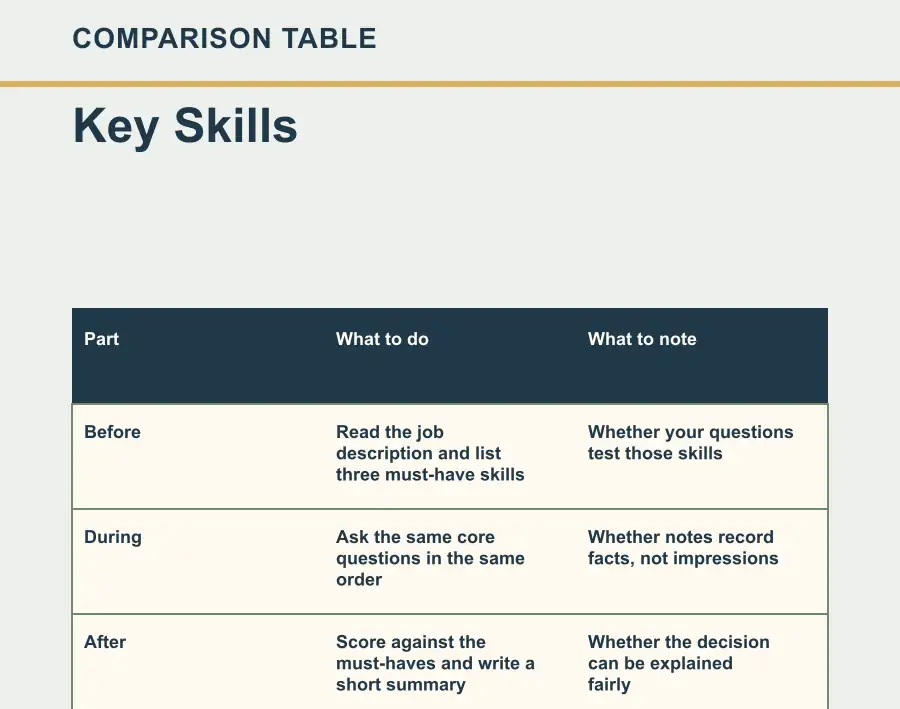 COMPARISON TABLE
Key Skills
Part
What to do
What to note
Before
Read the job
description and list
three must-have skills
Whether your questions
test those skills
During
Ask the same core
questions in the same
order
Whether notes record
facts, not impressions
After
Score against the
must-haves and write a
short summary
Whether the decision
can be explained
fairly